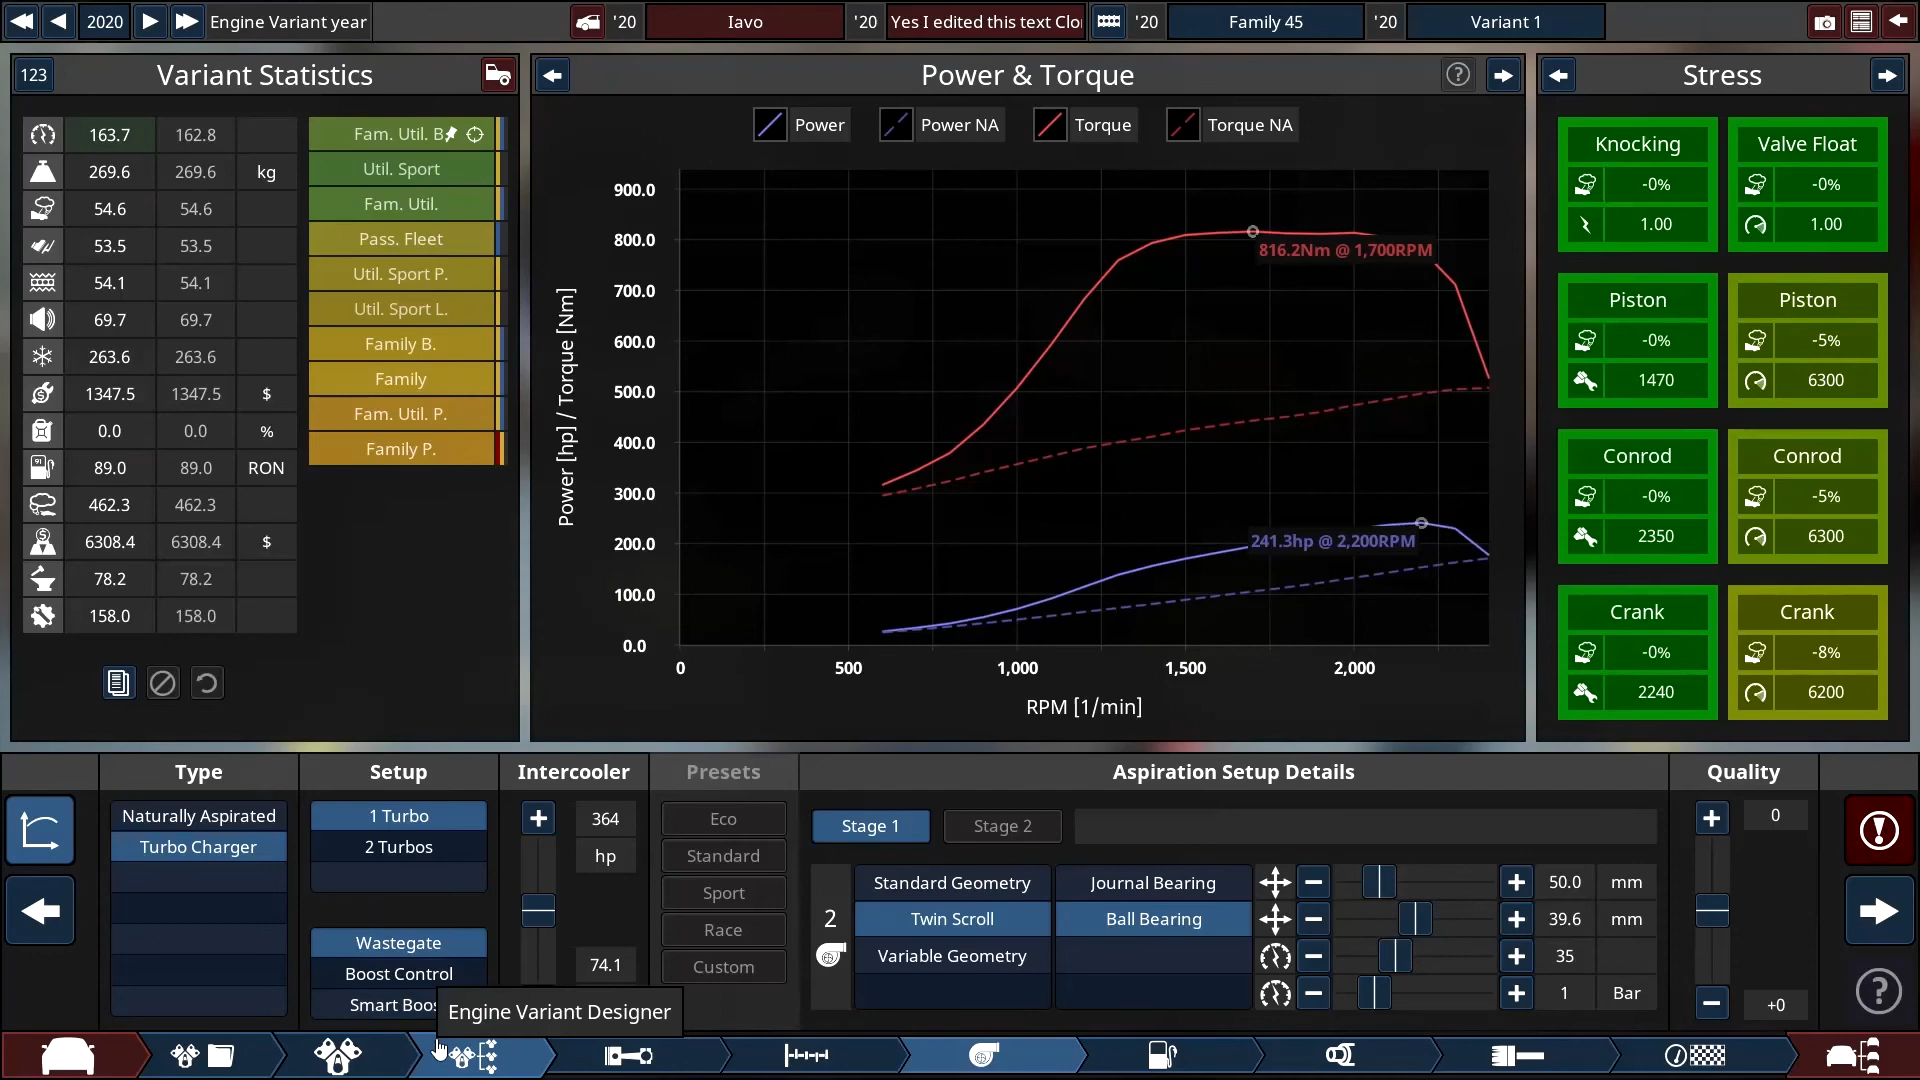 2020 Engine Variant year '20 Iavo '20 Yes I edited this text Clo '20 Family 45 '20 Variant 1
123 Variant Statistics
163.7 162.8
269.6 269.6 kg
54.6 54.6
53.5 53.5
54.1 54.1
69.7 69.7
263.6 263.6
1347.5 1347.5 $
0.0 0.0 %
89.0 89.0 RON
462.3 462.3
6308.4 6308.4 $
78.2 78.2
158.0 158.0
Fam. Util. B.
Util. Sport
Fam. Util.
Pass. Fleet
Util. Sport P.
Util. Sport L.
Family B.
Family
Fam. Util. P.
Family P.
Power & Torque
Power Power NA Torque Torque NA
Power [hp] / Torque [Nm]
900.0
800.0
700.0
600.0
500.0
400.0
300.0
200.0
100.0
0.0
816.2Nm @ 1,700RPM
241.3hp @ 2,200RPM
0 500 1,000 1,500 2,000
RPM [1/min]
Stress
Knocking
-0%
1.00
Valve Float
-0%
1.00
Piston
-0%
1470
Piston
-5%
6300
Conrod
-0%
2350
Conrod
-5%
6300
Crank
-0%
2240
Crank
-8%
6200
Type
Naturally Aspirated
Turbo Charger
Setup
1 Turbo
2 Turbos
Wastegate
Boost Control
Smart Boos
Intercooler
364
hp
74.1
Presets
Eco
Standard
Sport
Race
Custom
Aspiration Setup Details
Stage 1 Stage 2
2
Standard Geometry
Twin Scroll
Variable Geometry
Journal Bearing
Ball Bearing
50.0 mm
39.6 mm
35
1 Bar
Quality
0
+0
Engine Variant Designer